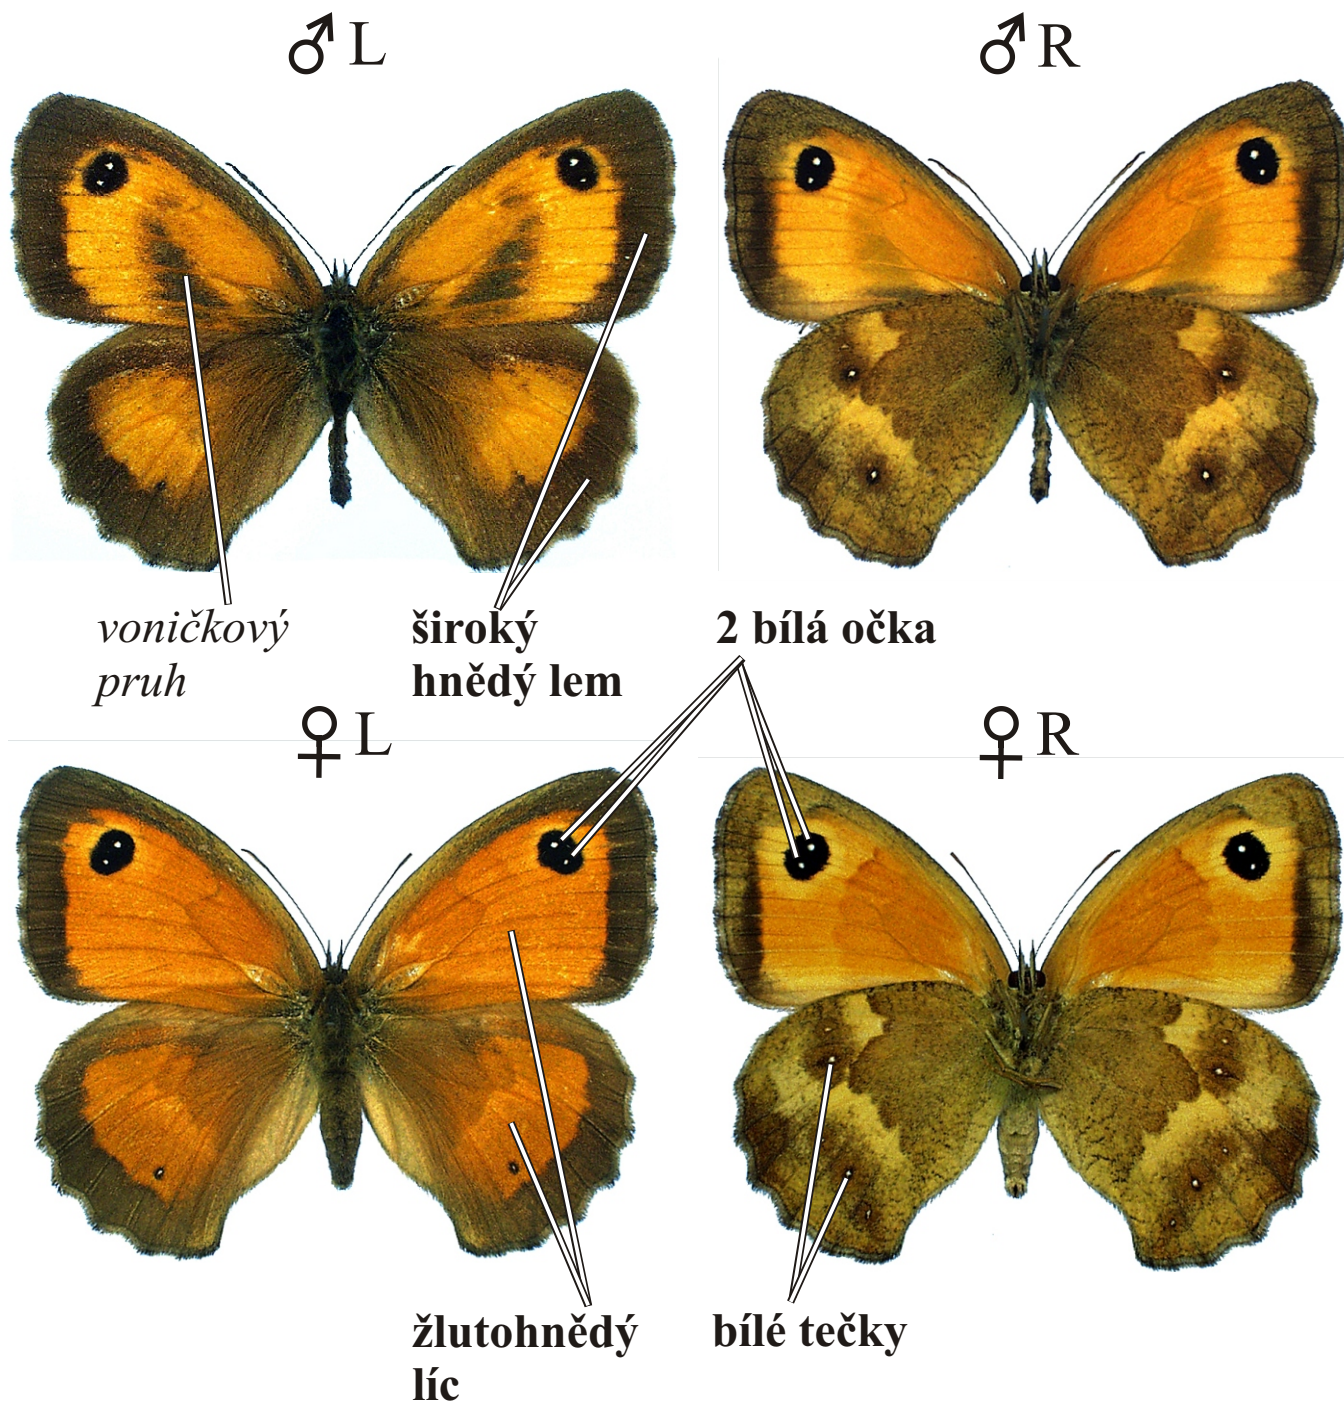 ♂ L
♂ R
voničkový
pruh
široký
hnědý lem
2 bílá očka
♀ L
♀ R
žlutohnědý
líc
bílé tečky